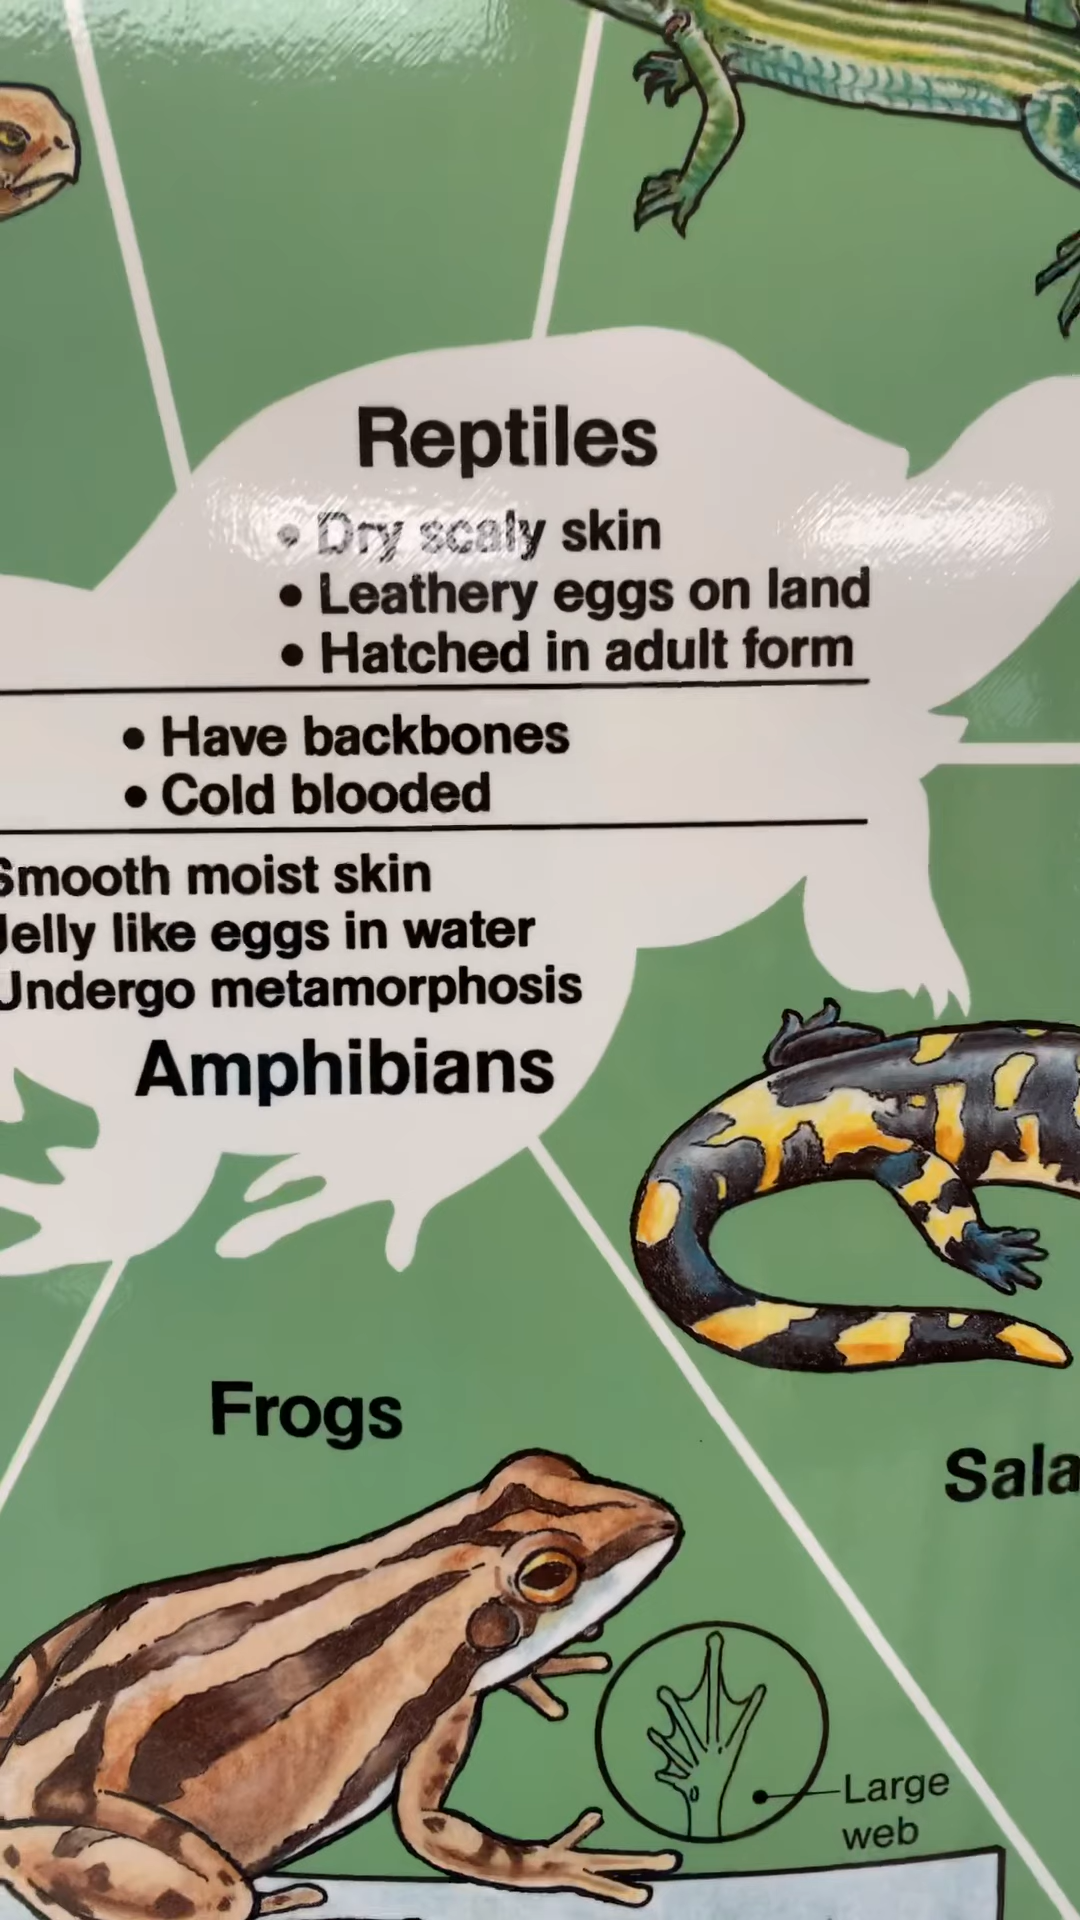 Reptiles
• Dry scaly skin
• Leathery eggs on land
• Hatched in adult form
• Have backbones
• Cold blooded
Smooth moist skin
Jelly like eggs in water
Undergo metamorphosis
Amphibians
Frogs
Sala
Large
web